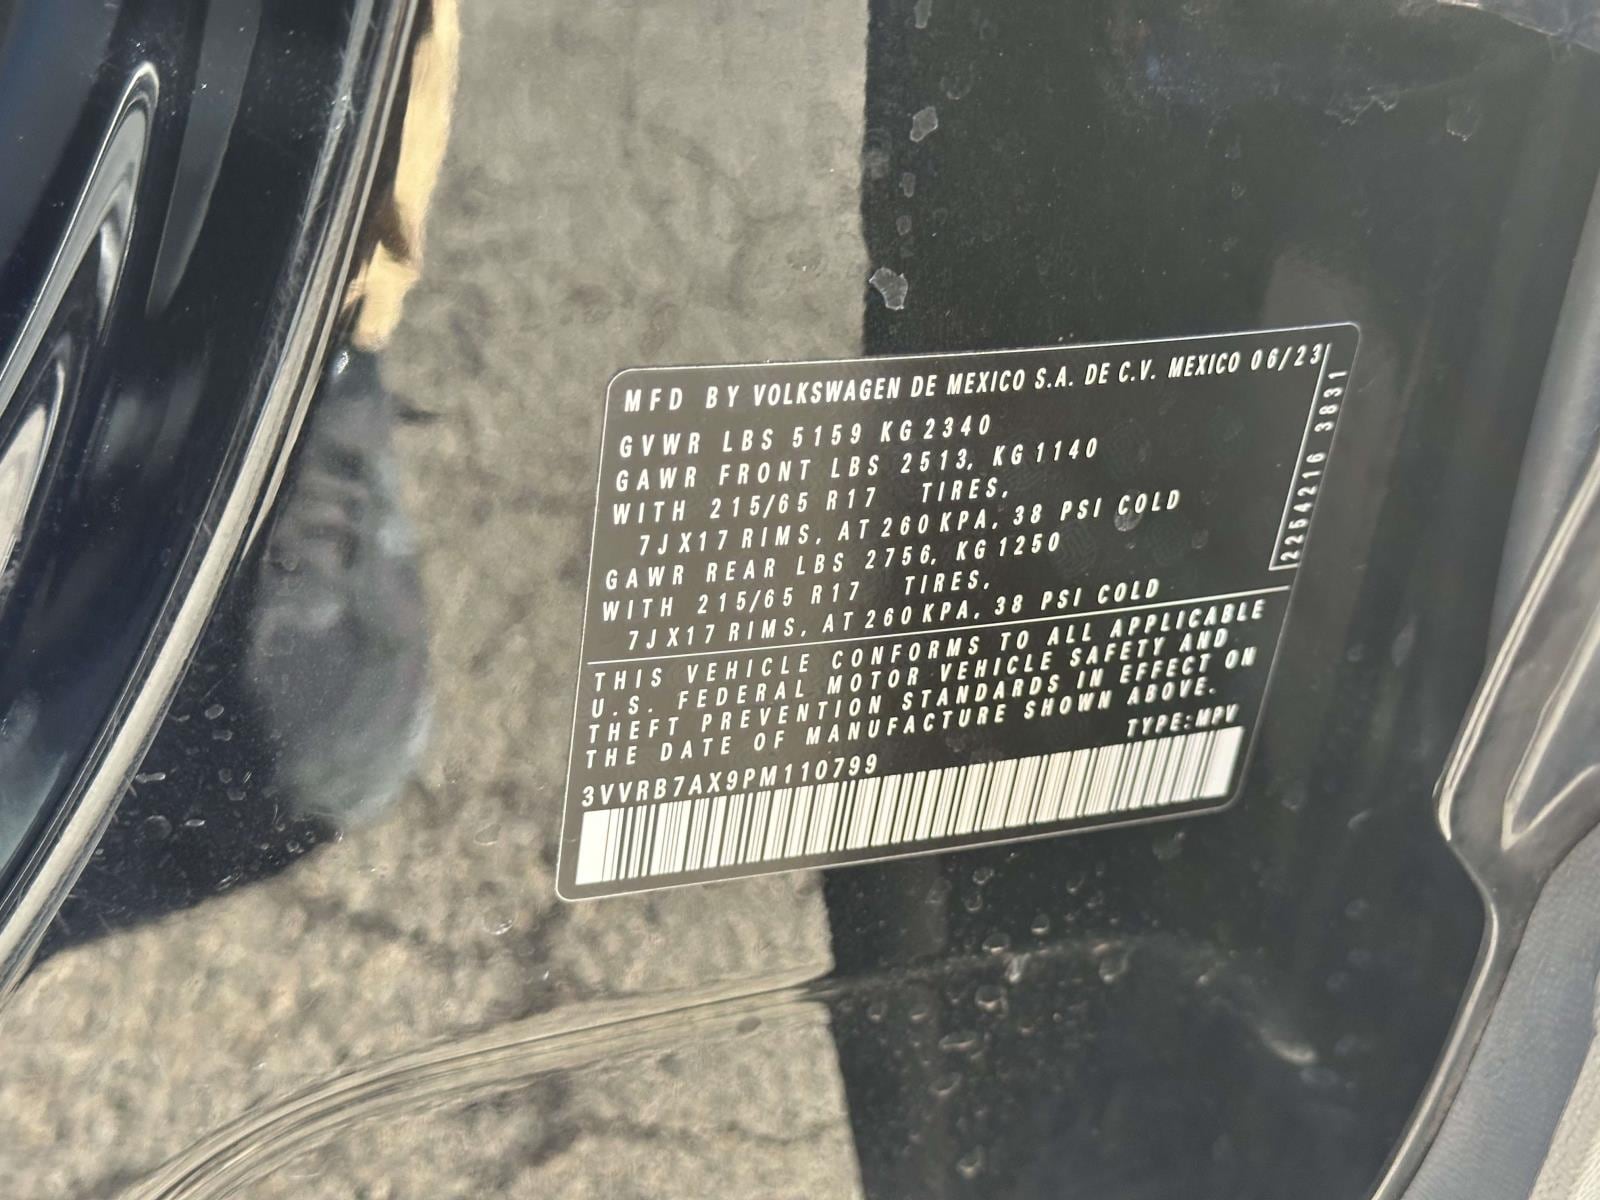 MFD BY VOLKSWAGEN DE MEXICO S.A. DE C.V. MEXICO 06/23
GVWR LBS 5159 KG 2340
GAWR FRONT LBS 2513, KG 1140
WITH 215/65 R17 TIRES,
7JX17 RIMS, AT 260 KPA, 38 PSI COLD
GAWR REAR LBS 2756, KG 1250
WITH 215/65 R17 TIRES,
7JX17 RIMS, AT 260 KPA, 38 PSI COLD
2254216 3831
THIS VEHICLE CONFORMS TO ALL APPLICABLE
U.S. FEDERAL MOTOR VEHICLE SAFETY AND
THEFT PREVENTION STANDARDS IN EFFECT ON
THE DATE OF MANUFACTURE SHOWN ABOVE.
TYPE:MPV
3VVRB7AX9PM110799